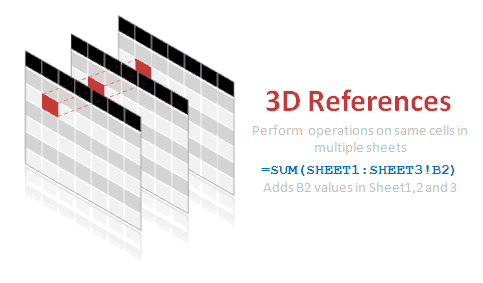 3D References
Perform operations on same cells in
multiple sheets
=SUM(SHEET1:SHEET3!B2)
Adds B2 values in Sheet1,2 and 3